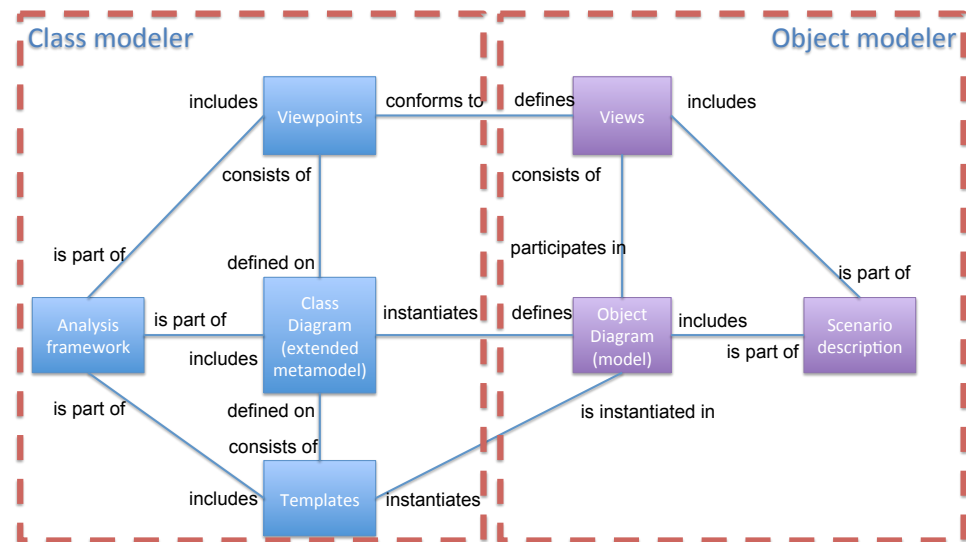 Class modeler
Object modeler
includes
Viewpoints
conforms to
defines
Views
includes
consists of
consists of
participates in
is part of
defined on
is part of
Analysis
framework
is part of
includes
Class
Diagram
(extended
metamodel)
instantiates
defines
Object
Diagram
(model)
includes
is part of
Scenario
description
is part of
defined on
consists of
is instantiated in
includes
Templates
instantiates